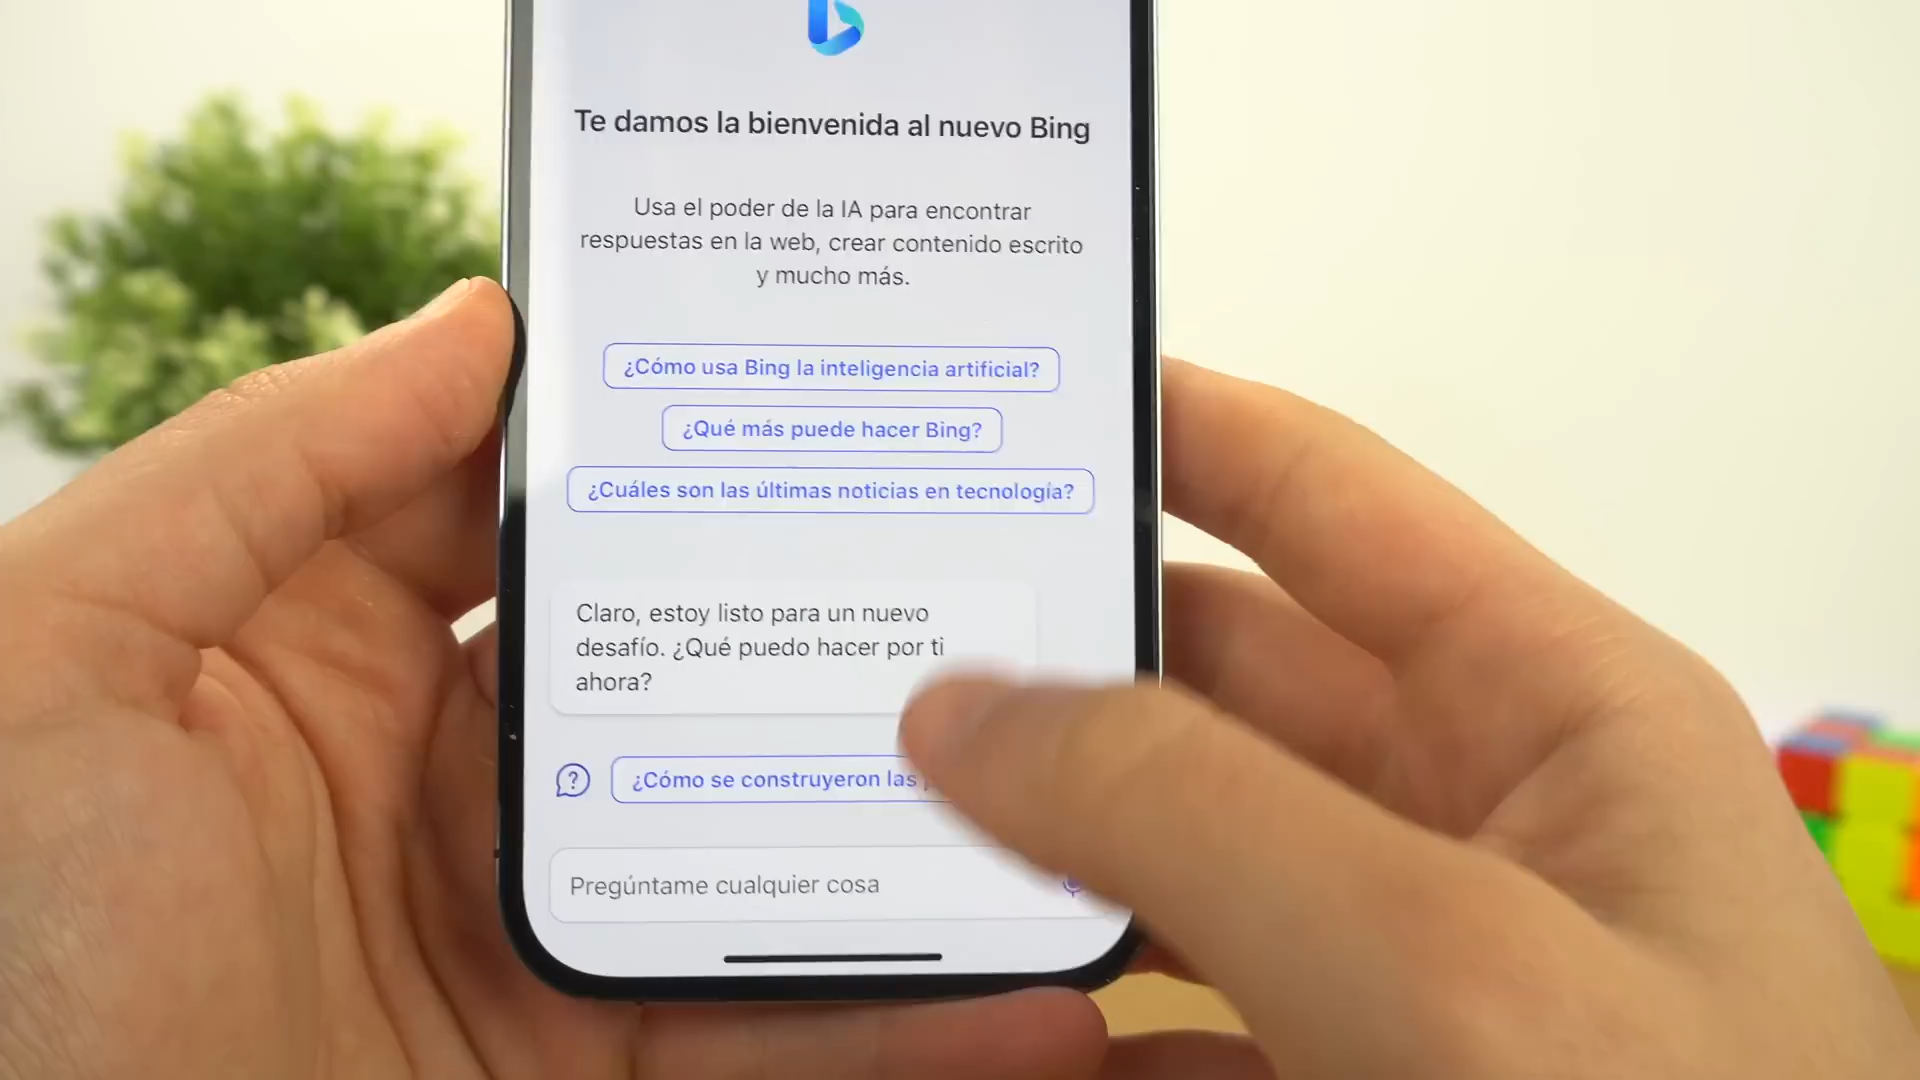 Te damos la bienvenida al nuevo Bing
Usa el poder de la IA para encontrar
respuestas en la web, crear contenido escrito
y mucho más.
¿Cómo usa Bing la inteligencia artificial?
¿Qué más puede hacer Bing?
¿Cuáles son las últimas noticias en tecnología?
Claro, estoy listo para un nuevo
desafío. ¿Qué puedo hacer por ti
ahora?
¿Cómo se construyeron las
Pregúntame cualquier cosa